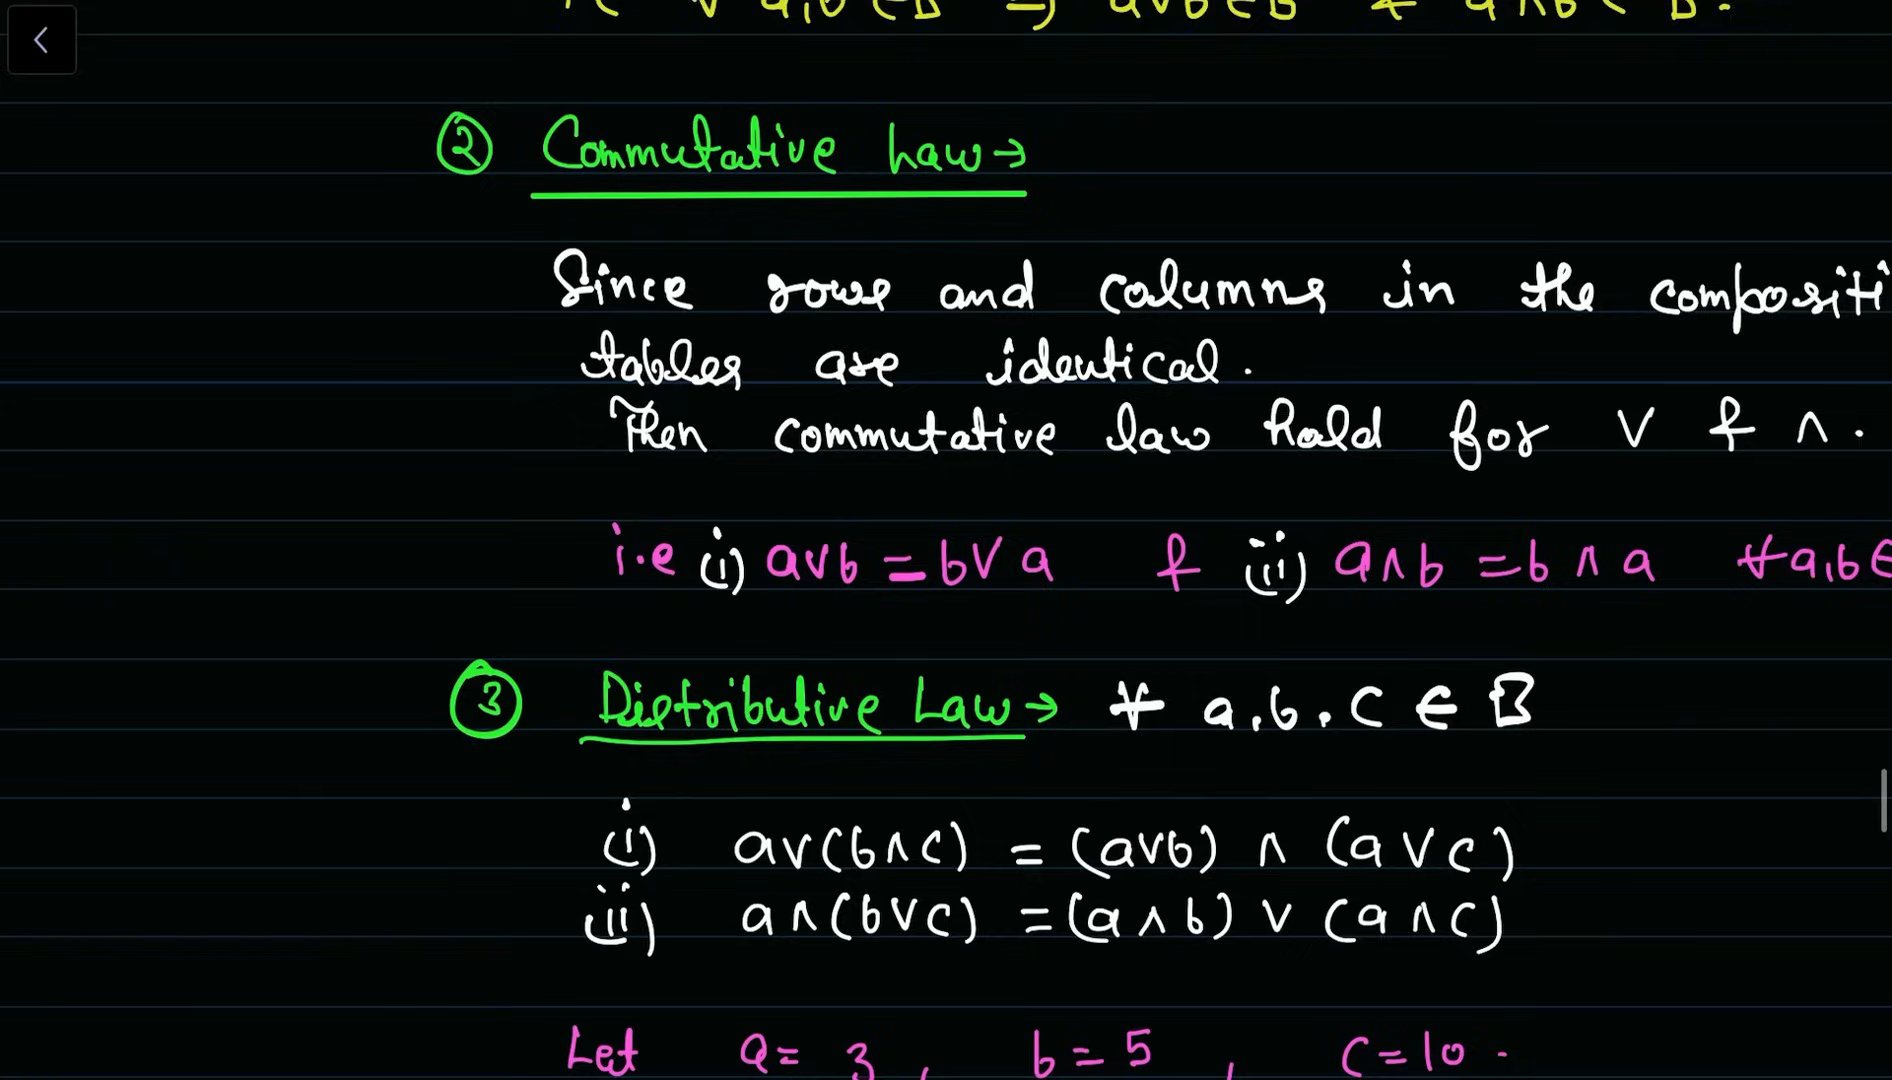 ∀ a,b ∈ B ⇒ a∨b ∈ B & a∧b ∈ B.
② Commutative Law→
Since rows and columns in the compositi
tables are identical.
Then commutative law hold for ∨ & ∧.
i.e (i) a∨b = b∨a & (ii) a∧b = b∧a ∀ a,b ∈
③ Distributive Law→ ∀ a,b,c ∈ B
(i) a∨(b∧c) = (a∨b) ∧ (a∨c)
(ii) a∧(b∨c) = (a∧b) ∨ (a∧c)
Let a= 3, b=5, c=10.